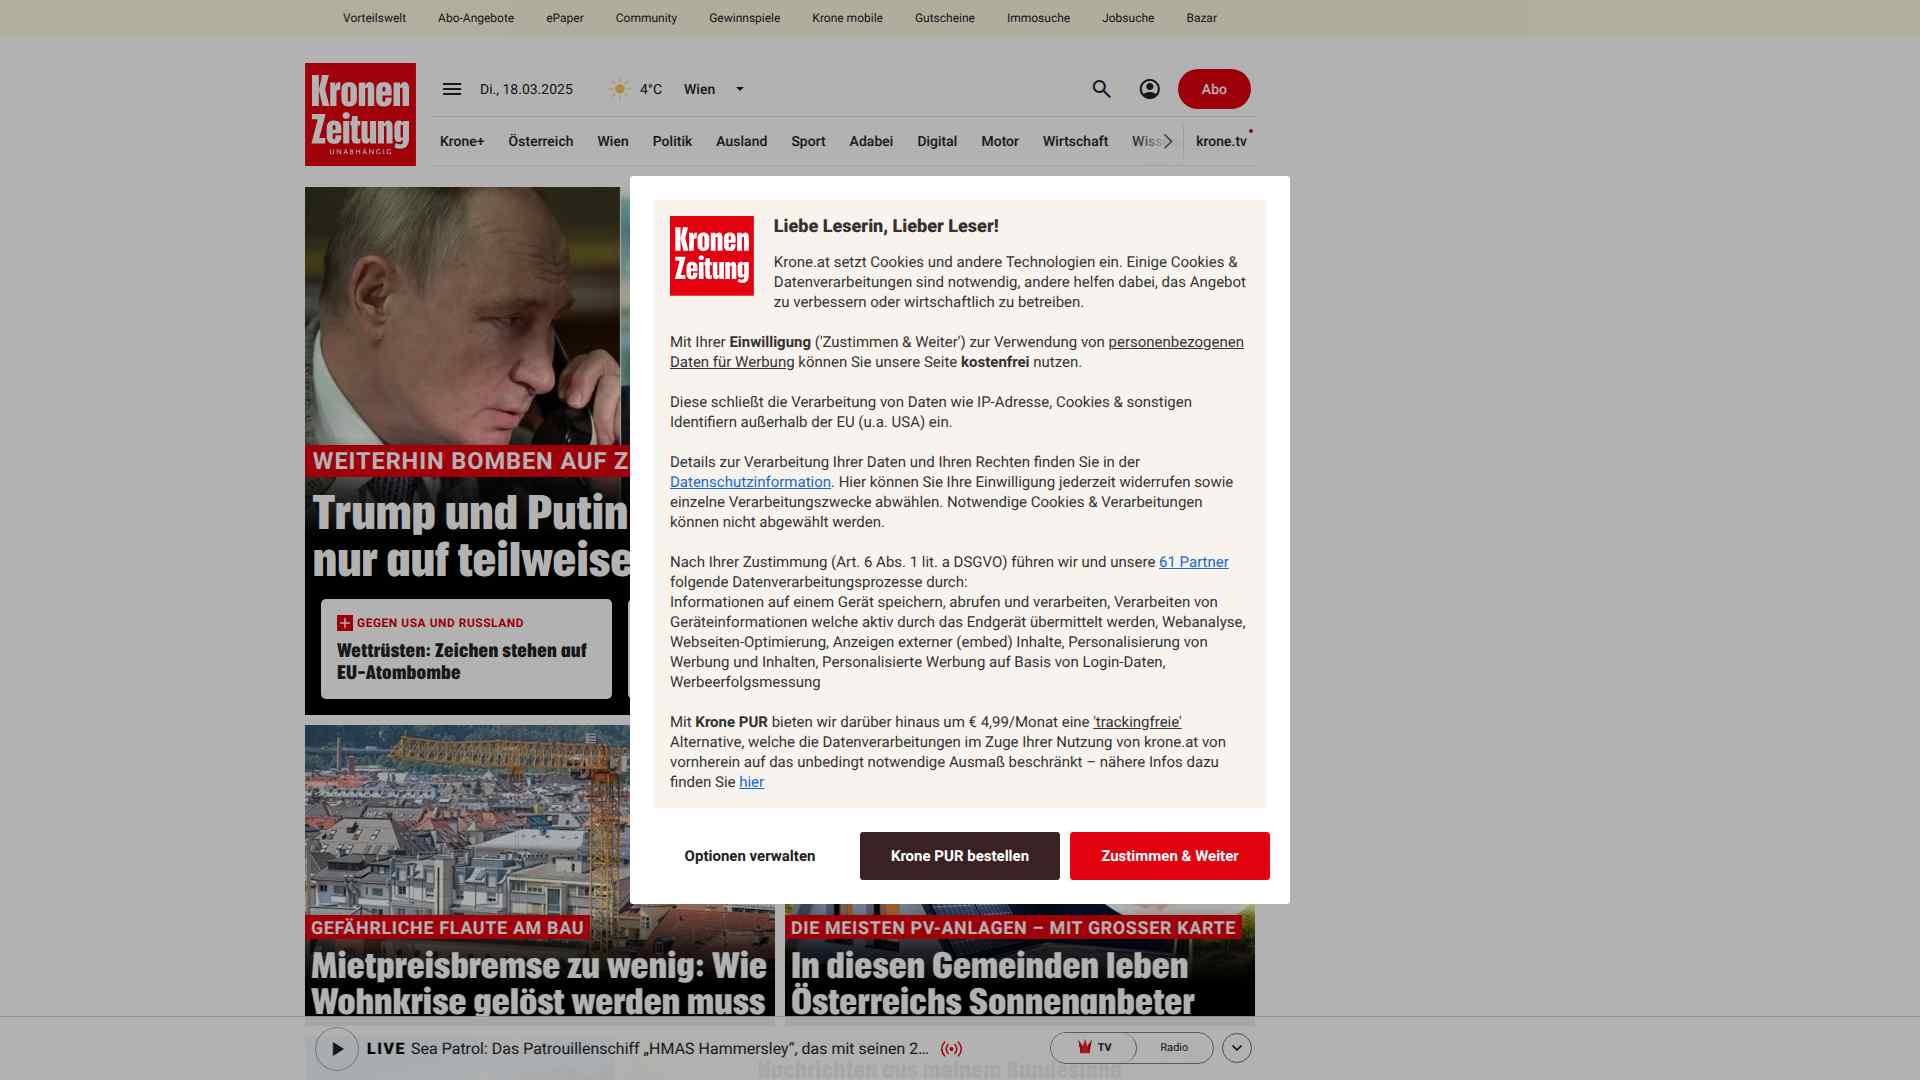 Vorteilswelt Abo-Angebote ePaper Community Gewinnspiele Krone mobile Gutscheine Immosuche Jobsuche Bazar
Kronen
Zeitung
UNABHÄNGIG
Di., 18.03.2025 4°C Wien Abo
Krone+ Österreich Wien Politik Ausland Sport Adabei Digital Motor Wirtschaft Wiss krone.tv
WEITERHIN BOMBEN AUF Z
Trump und Putin
nur auf teilweise
GEGEN USA UND RUSSLAND
Wettrüsten: Zeichen stehen auf
EU-Atombombe
Kronen
Zeitung
Liebe Leserin, Lieber Leser!
Krone.at setzt Cookies und andere Technologien ein. Einige Cookies &
Datenverarbeitungen sind notwendig, andere helfen dabei, das Angebot
zu verbessern oder wirtschaftlich zu betreiben.
Mit Ihrer Einwilligung ('Zustimmen & Weiter') zur Verwendung von personenbezogenen
Daten für Werbung können Sie unsere Seite kostenfrei nutzen.
Diese schließt die Verarbeitung von Daten wie IP-Adresse, Cookies & sonstigen
Identifiern außerhalb der EU (u.a. USA) ein.
Details zur Verarbeitung Ihrer Daten und Ihren Rechten finden Sie in der
Datenschutzinformation. Hier können Sie Ihre Einwilligung jederzeit widerrufen sowie
einzelne Verarbeitungszwecke abwählen. Notwendige Cookies & Verarbeitungen
können nicht abgewählt werden.
Nach Ihrer Zustimmung (Art. 6 Abs. 1 lit. a DSGVO) führen wir und unsere 61 Partner
folgende Datenverarbeitungsprozesse durch:
Informationen auf einem Gerät speichern, abrufen und verarbeiten, Verarbeiten von
Geräteinformationen welche aktiv durch das Endgerät übermittelt werden, Webanalyse,
Webseiten-Optimierung, Anzeigen externer (embed) Inhalte, Personalisierung von
Werbung und Inhalten, Personalisierte Werbung auf Basis von Login-Daten,
Werbeerfolgsmessung
Mit Krone PUR bieten wir darüber hinaus um € 4,99/Monat eine 'trackingfreie'
Alternative, welche die Datenverarbeitungen im Zuge Ihrer Nutzung von krone.at von
vornherein auf das unbedingt notwendige Ausmaß beschränkt – nähere Infos dazu
finden Sie hier
Optionen verwalten Krone PUR bestellen Zustimmen & Weiter
GEFÄHRLICHE FLAUTE AM BAU
Mietpreisbremse zu wenig: Wie
Wohnkrise gelöst werden muss
DIE MEISTEN PV-ANLAGEN – MIT GROSSER KARTE
In diesen Gemeinden leben
Österreichs Sonnenanbeter
LIVE Sea Patrol: Das Patrouillenschiff „HMAS Hammersley“, das mit seinen 2... TV Radio
Nachrichten aus meinem Bundesland